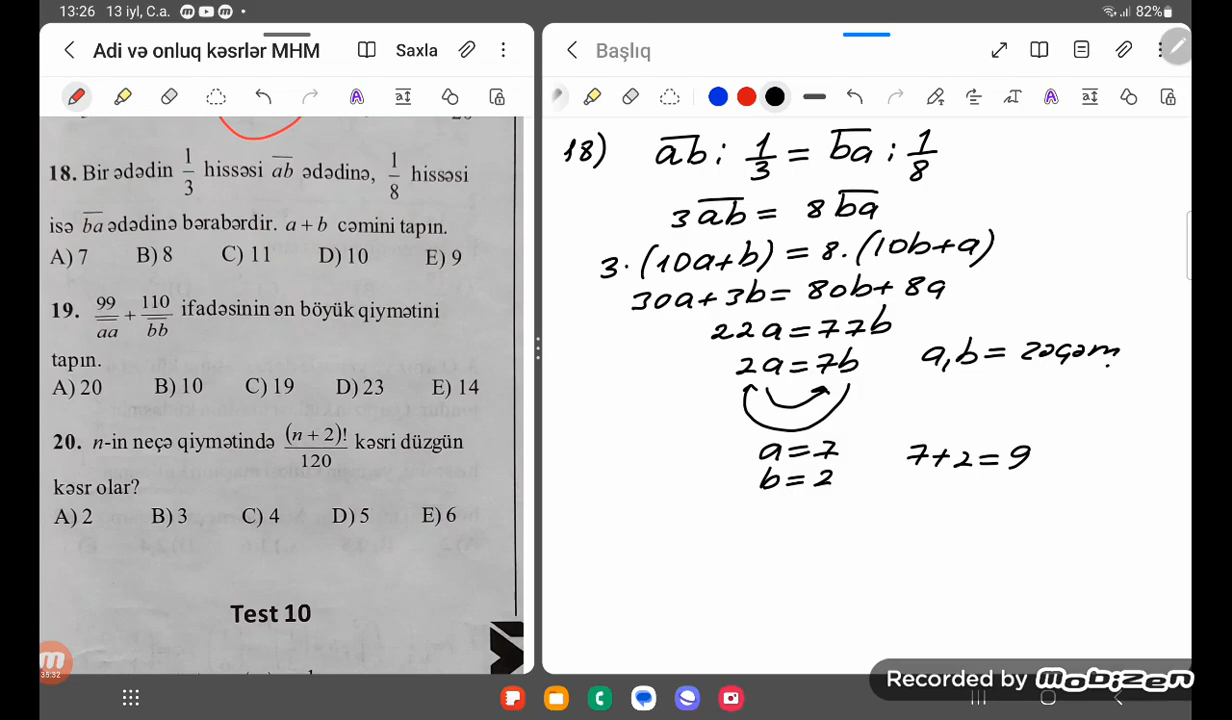 13:26 13 iyl, C.a. 82%
Adi və onluq kəsrlər MHM Saxla
18. Bir ədədin 1/3 hissəsi ab ədədinə, 1/8 hissəsi
isə ba ədədinə bərabərdir. a + b cəmini tapın.
A) 7 B) 8 C) 11 D) 10 E) 9
19. 99/aa + 110/bb ifadəsinin ən böyük qiymətini
tapın.
A) 20 B) 10 C) 19 D) 23 E) 14
20. n-in neçə qiymətində (n + 2)!/120 kəsri düzgün
kəsr olar?
A) 2 B) 3 C) 4 D) 5 E) 6
Test 10
35:32
Başlıq
18) ab : 1/3 = ba : 1/8
3ab = 8ba
3·(10a+b) = 8·(10b+a)
30a+3b = 80b+8a
22a = 77b
2a = 7b a,b = rəqəm
a = 7 7+2=9
b = 2
Recorded by mobizen